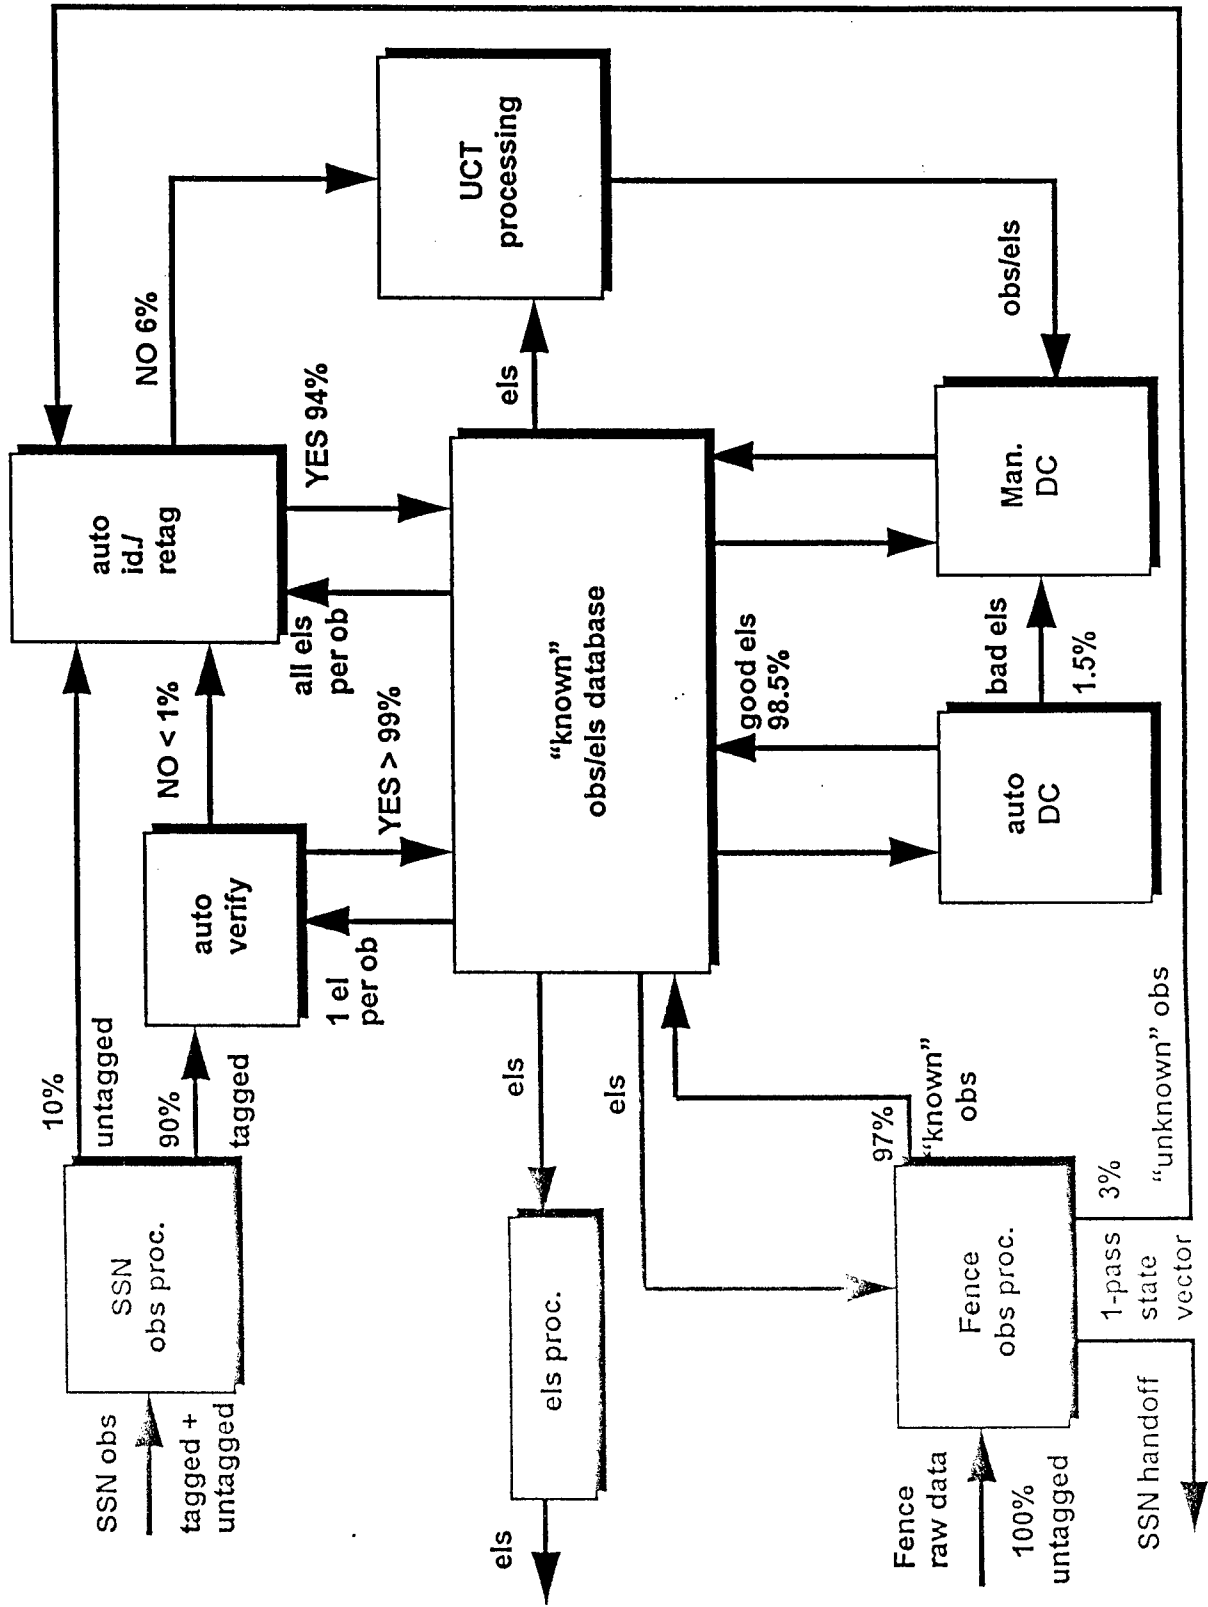 SSN obs
tagged +
untagged
SSN
obs proc.
10%
untagged
90%
tagged
auto
verify
1 el
per ob
YES > 99%
NO < 1%
auto
id./
retag
all els
per ob
YES 94%
NO 6%
UCT
processing
els
els proc.
els
els
"known"
obs/els database
els
good els
98.5%
auto
DC
bad els
1.5%
Man.
DC
obs/els
Fence
raw data
100%
untagged
Fence
obs proc.
97%
"known"
obs
3%
"unknown" obs
1-pass
state
vector
SSN handoff